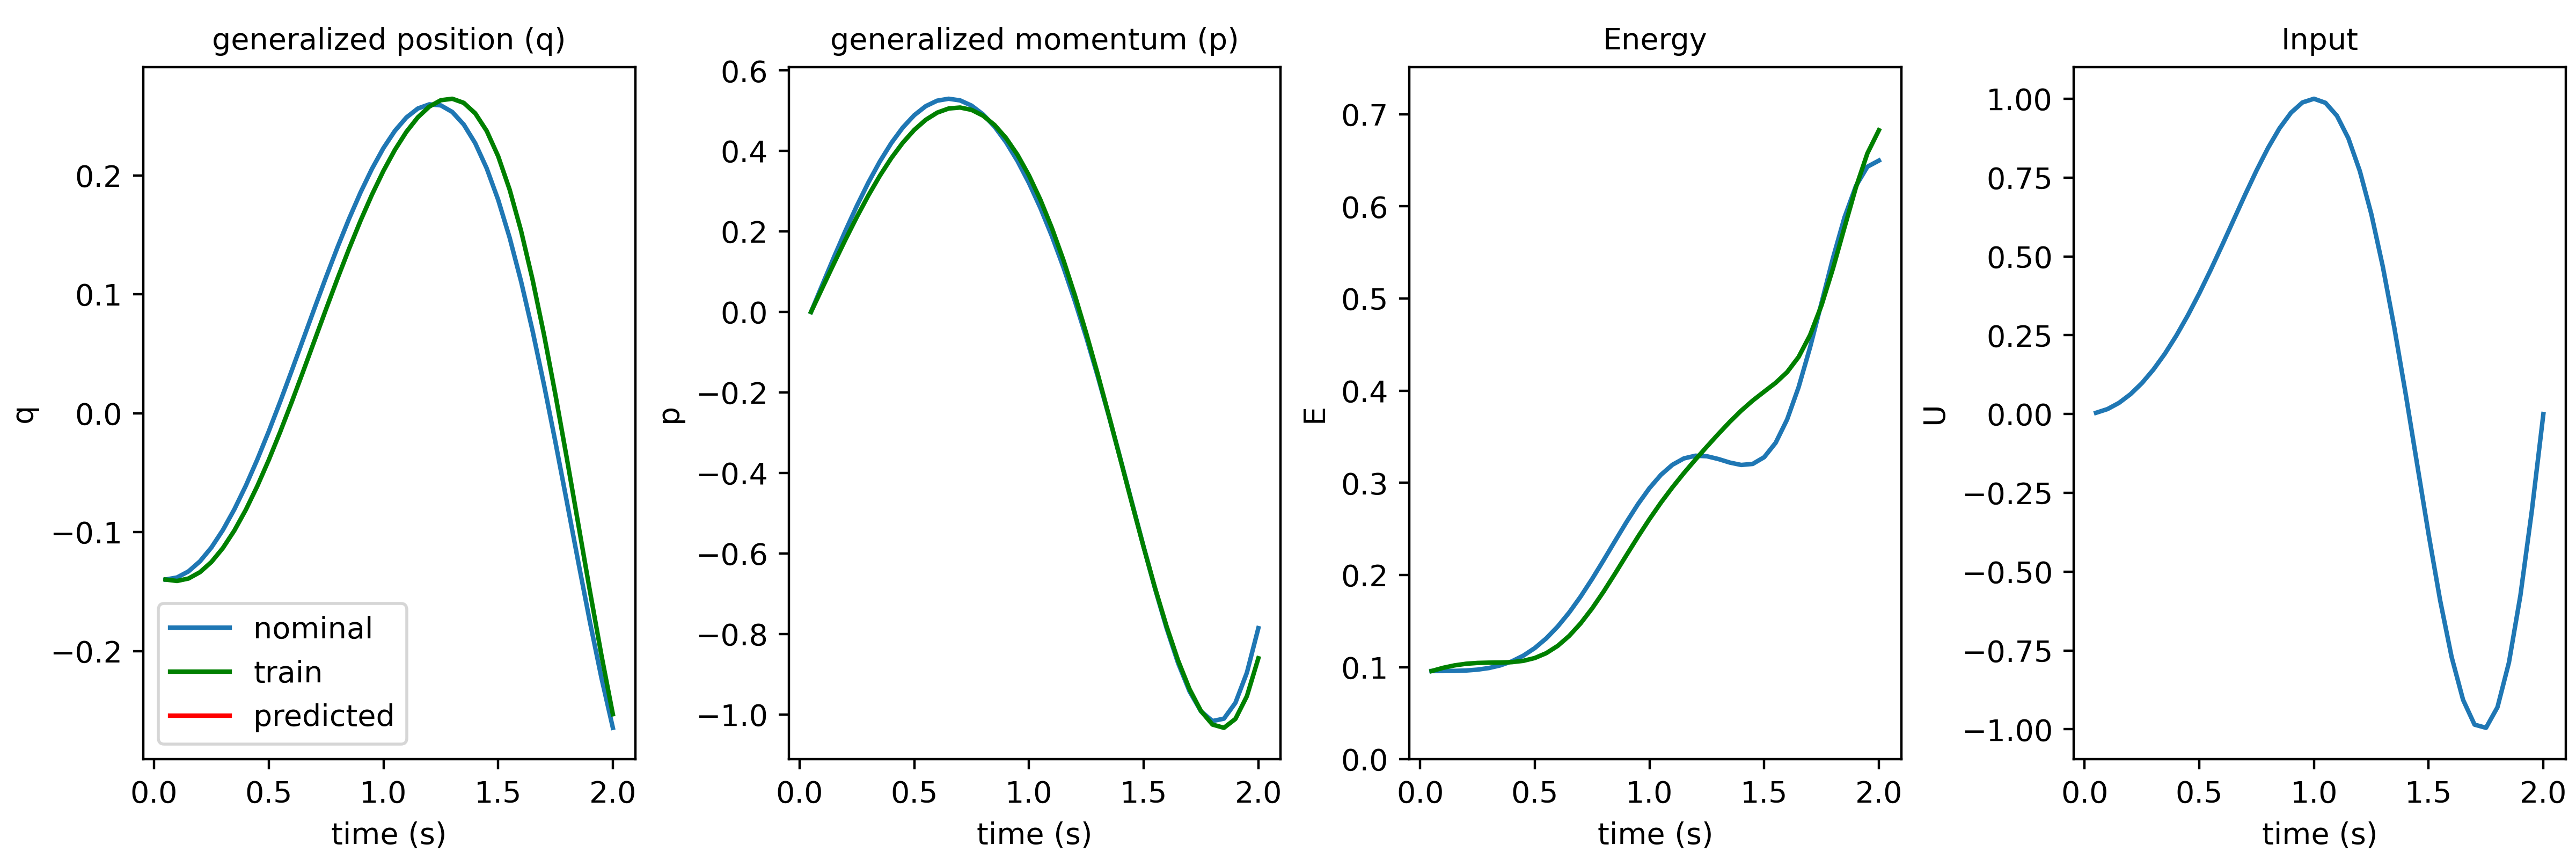 generalized position (q)
q
0.2
0.1
0.0
−0.1
−0.2
nominal
train
predicted
0.0 0.5 1.0 1.5 2.0
time (s)
generalized momentum (p)
p
0.6
0.4
0.2
0.0
−0.2
−0.4
−0.6
−0.8
−1.0
0.0 0.5 1.0 1.5 2.0
time (s)
Energy
E
0.7
0.6
0.5
0.4
0.3
0.2
0.1
0.0
0.0 0.5 1.0 1.5 2.0
time (s)
Input
U
1.00
0.75
0.50
0.25
0.00
−0.25
−0.50
−0.75
−1.00
0.0 0.5 1.0 1.5 2.0
time (s)